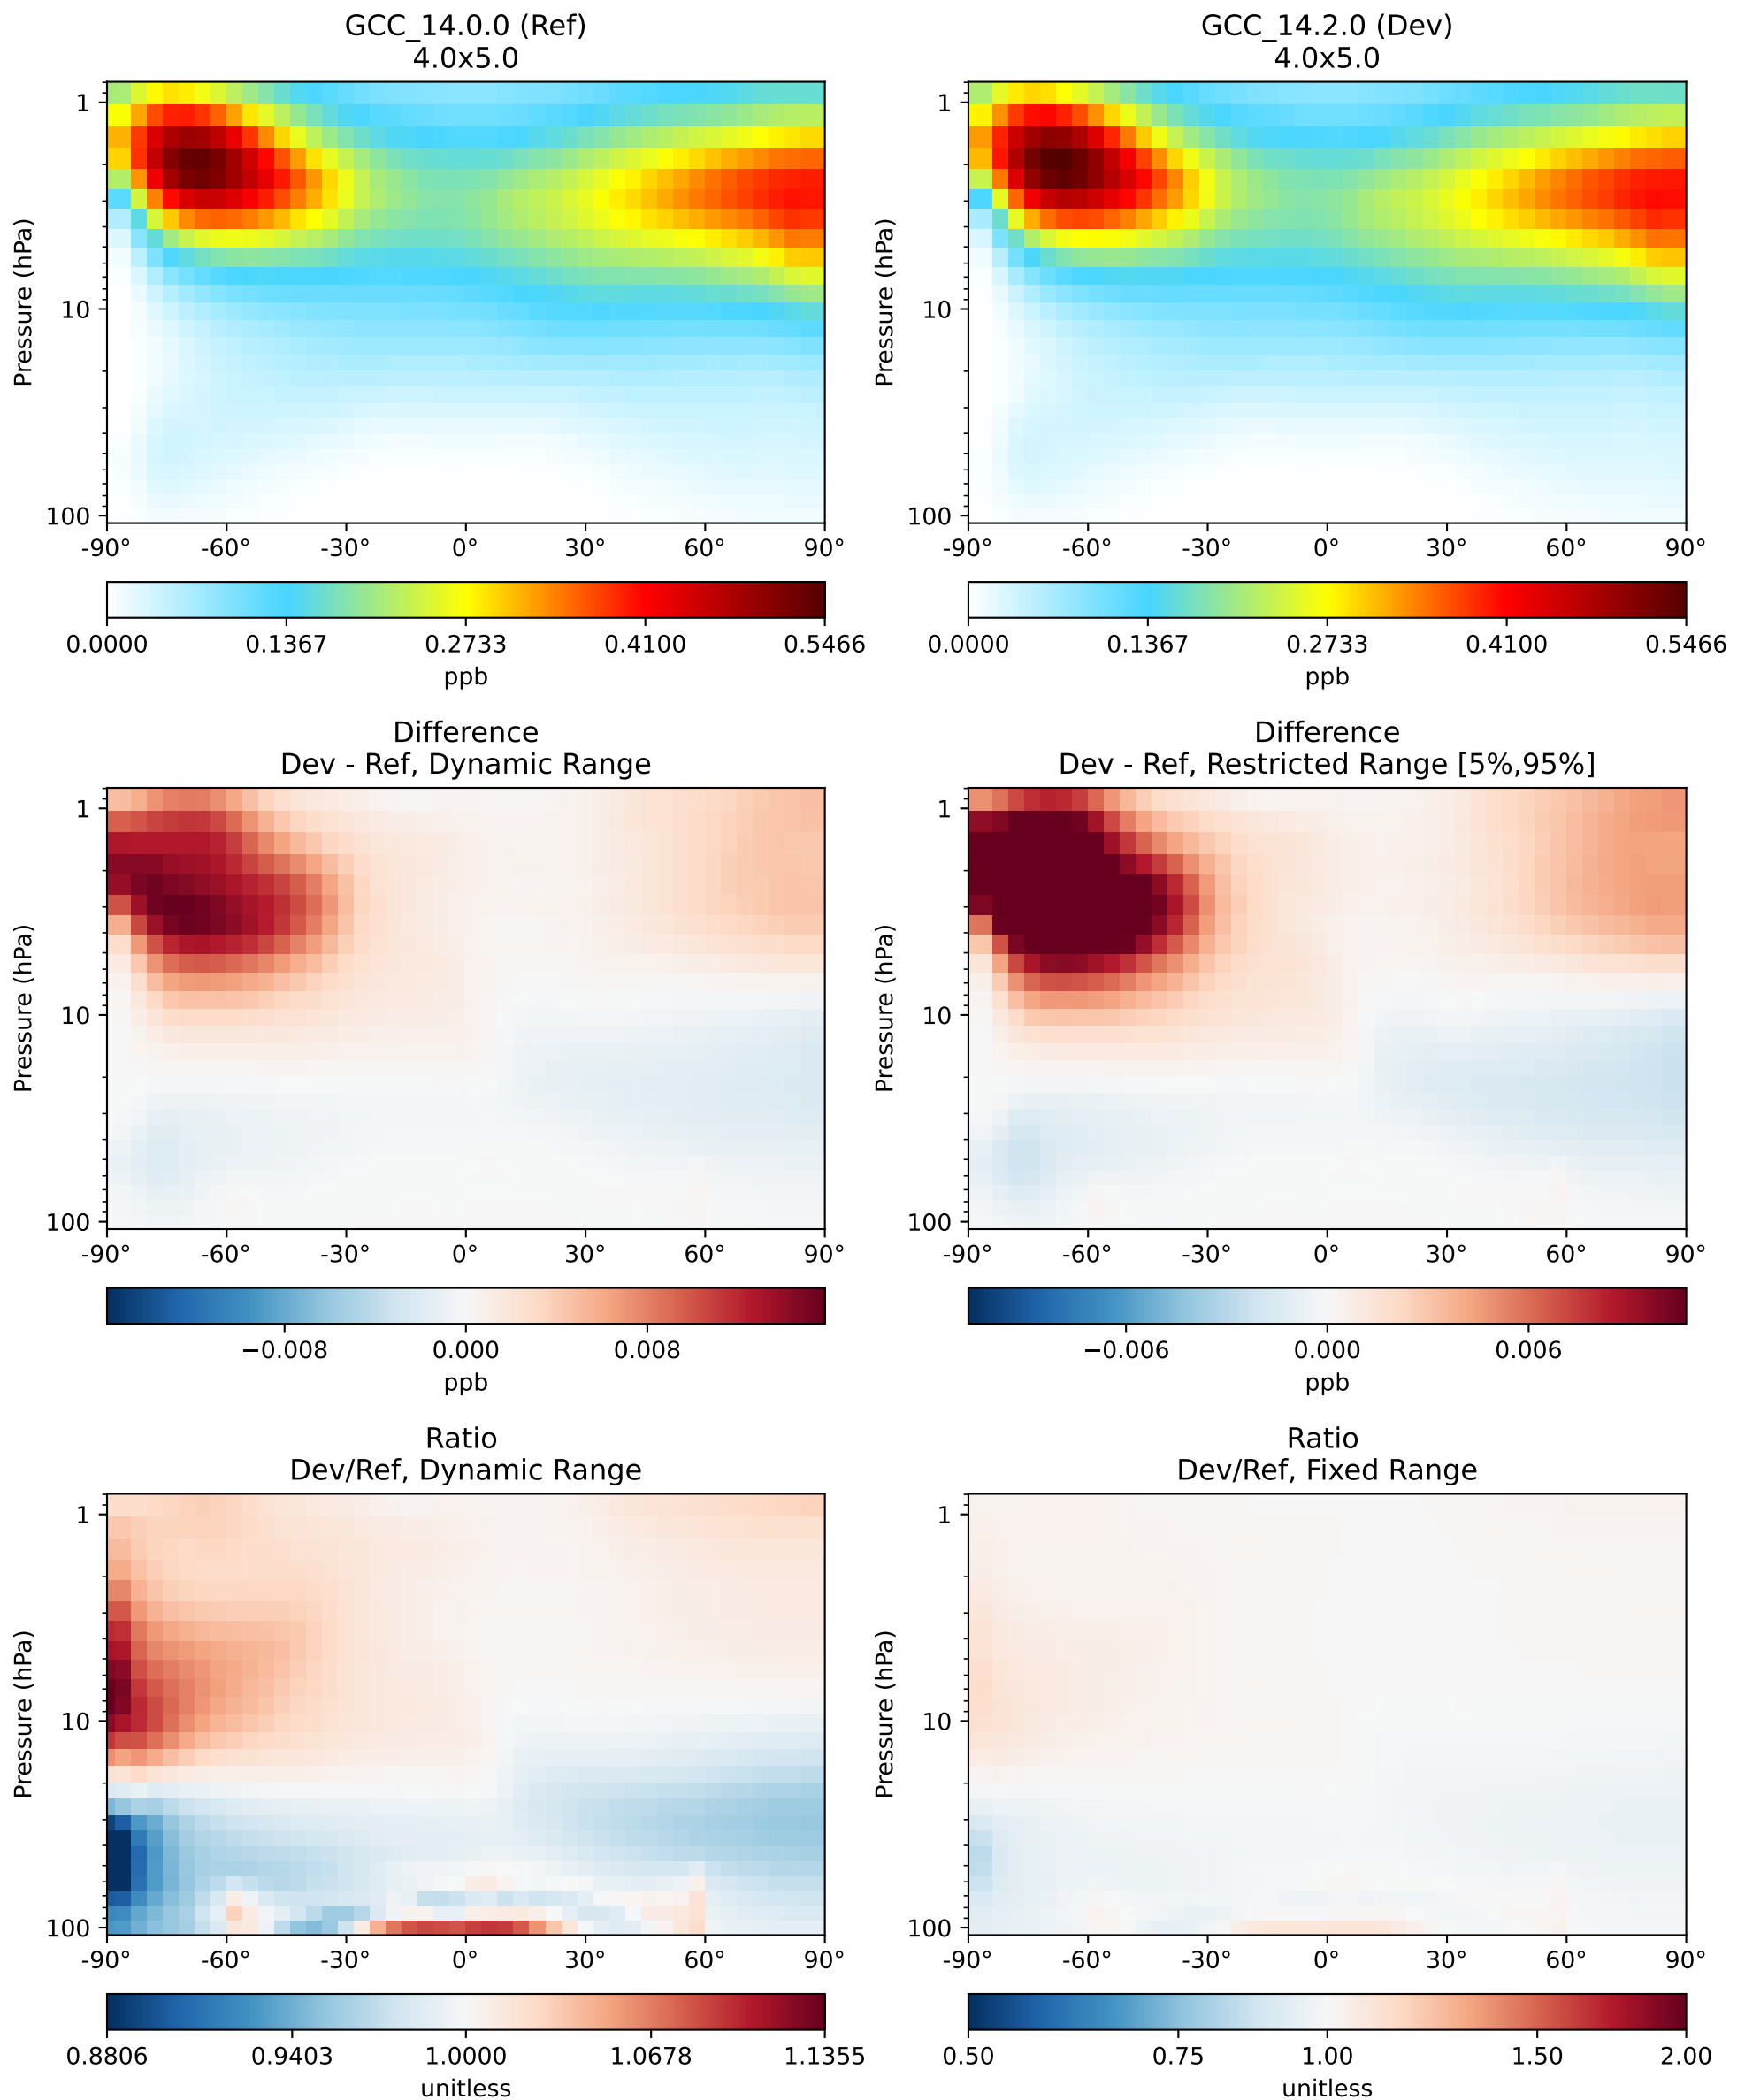 GCC_14.0.0 (Ref)
4.0x5.0
Pressure (hPa)
1
10
100
-90° -60° -30° 0° 30° 60° 90°
0.0000 0.1367 0.2733 0.4100 0.5466
ppb
GCC_14.2.0 (Dev)
4.0x5.0
Pressure (hPa)
1
10
100
-90° -60° -30° 0° 30° 60° 90°
0.0000 0.1367 0.2733 0.4100 0.5466
ppb
Difference
Dev - Ref, Dynamic Range
Pressure (hPa)
1
10
100
-90° -60° -30° 0° 30° 60° 90°
−0.008 0.000 0.008
ppb
Difference
Dev - Ref, Restricted Range [5%,95%]
Pressure (hPa)
1
10
100
-90° -60° -30° 0° 30° 60° 90°
−0.006 0.000 0.006
ppb
Ratio
Dev/Ref, Dynamic Range
Pressure (hPa)
1
10
100
-90° -60° -30° 0° 30° 60° 90°
0.8806 0.9403 1.0000 1.0678 1.1355
unitless
Ratio
Dev/Ref, Fixed Range
Pressure (hPa)
1
10
100
-90° -60° -30° 0° 30° 60° 90°
0.50 0.75 1.00 1.50 2.00
unitless